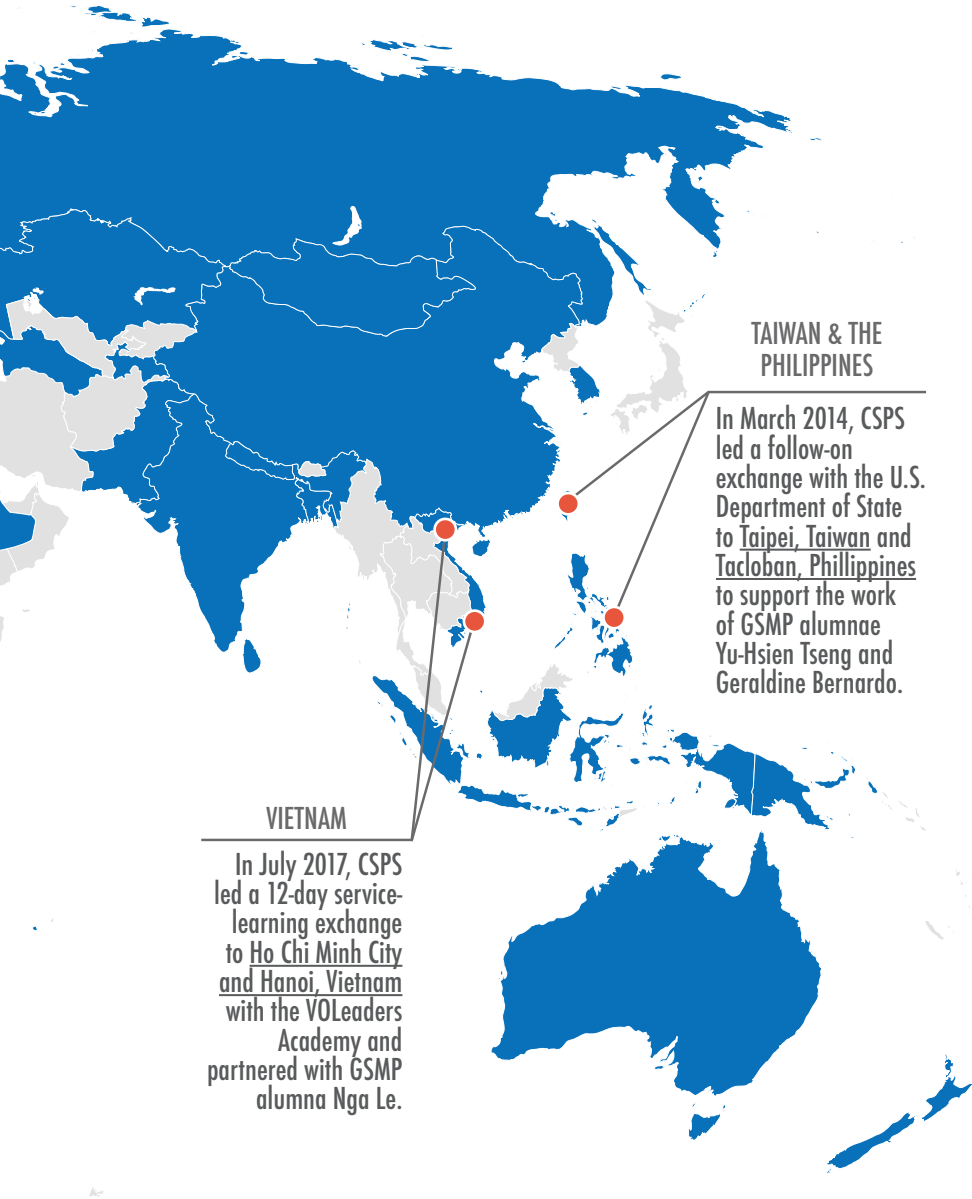 TAIWAN & THE
PHILIPPINES
In March 2014, CSPS
led a follow-on
exchange with the U.S.
Department of State
to Taipei, Taiwan and
Tacloban, Phillippines
to support the work
of GSMP alumnae
Yu-Hsien Tseng and
Geraldine Bernardo.
VIETNAM
In July 2017, CSPS
led a 12-day service-
learning exchange
to Ho Chi Minh City
and Hanoi, Vietnam
with the VOLeaders
Academy and
partnered with GSMP
alumna Nga Le.